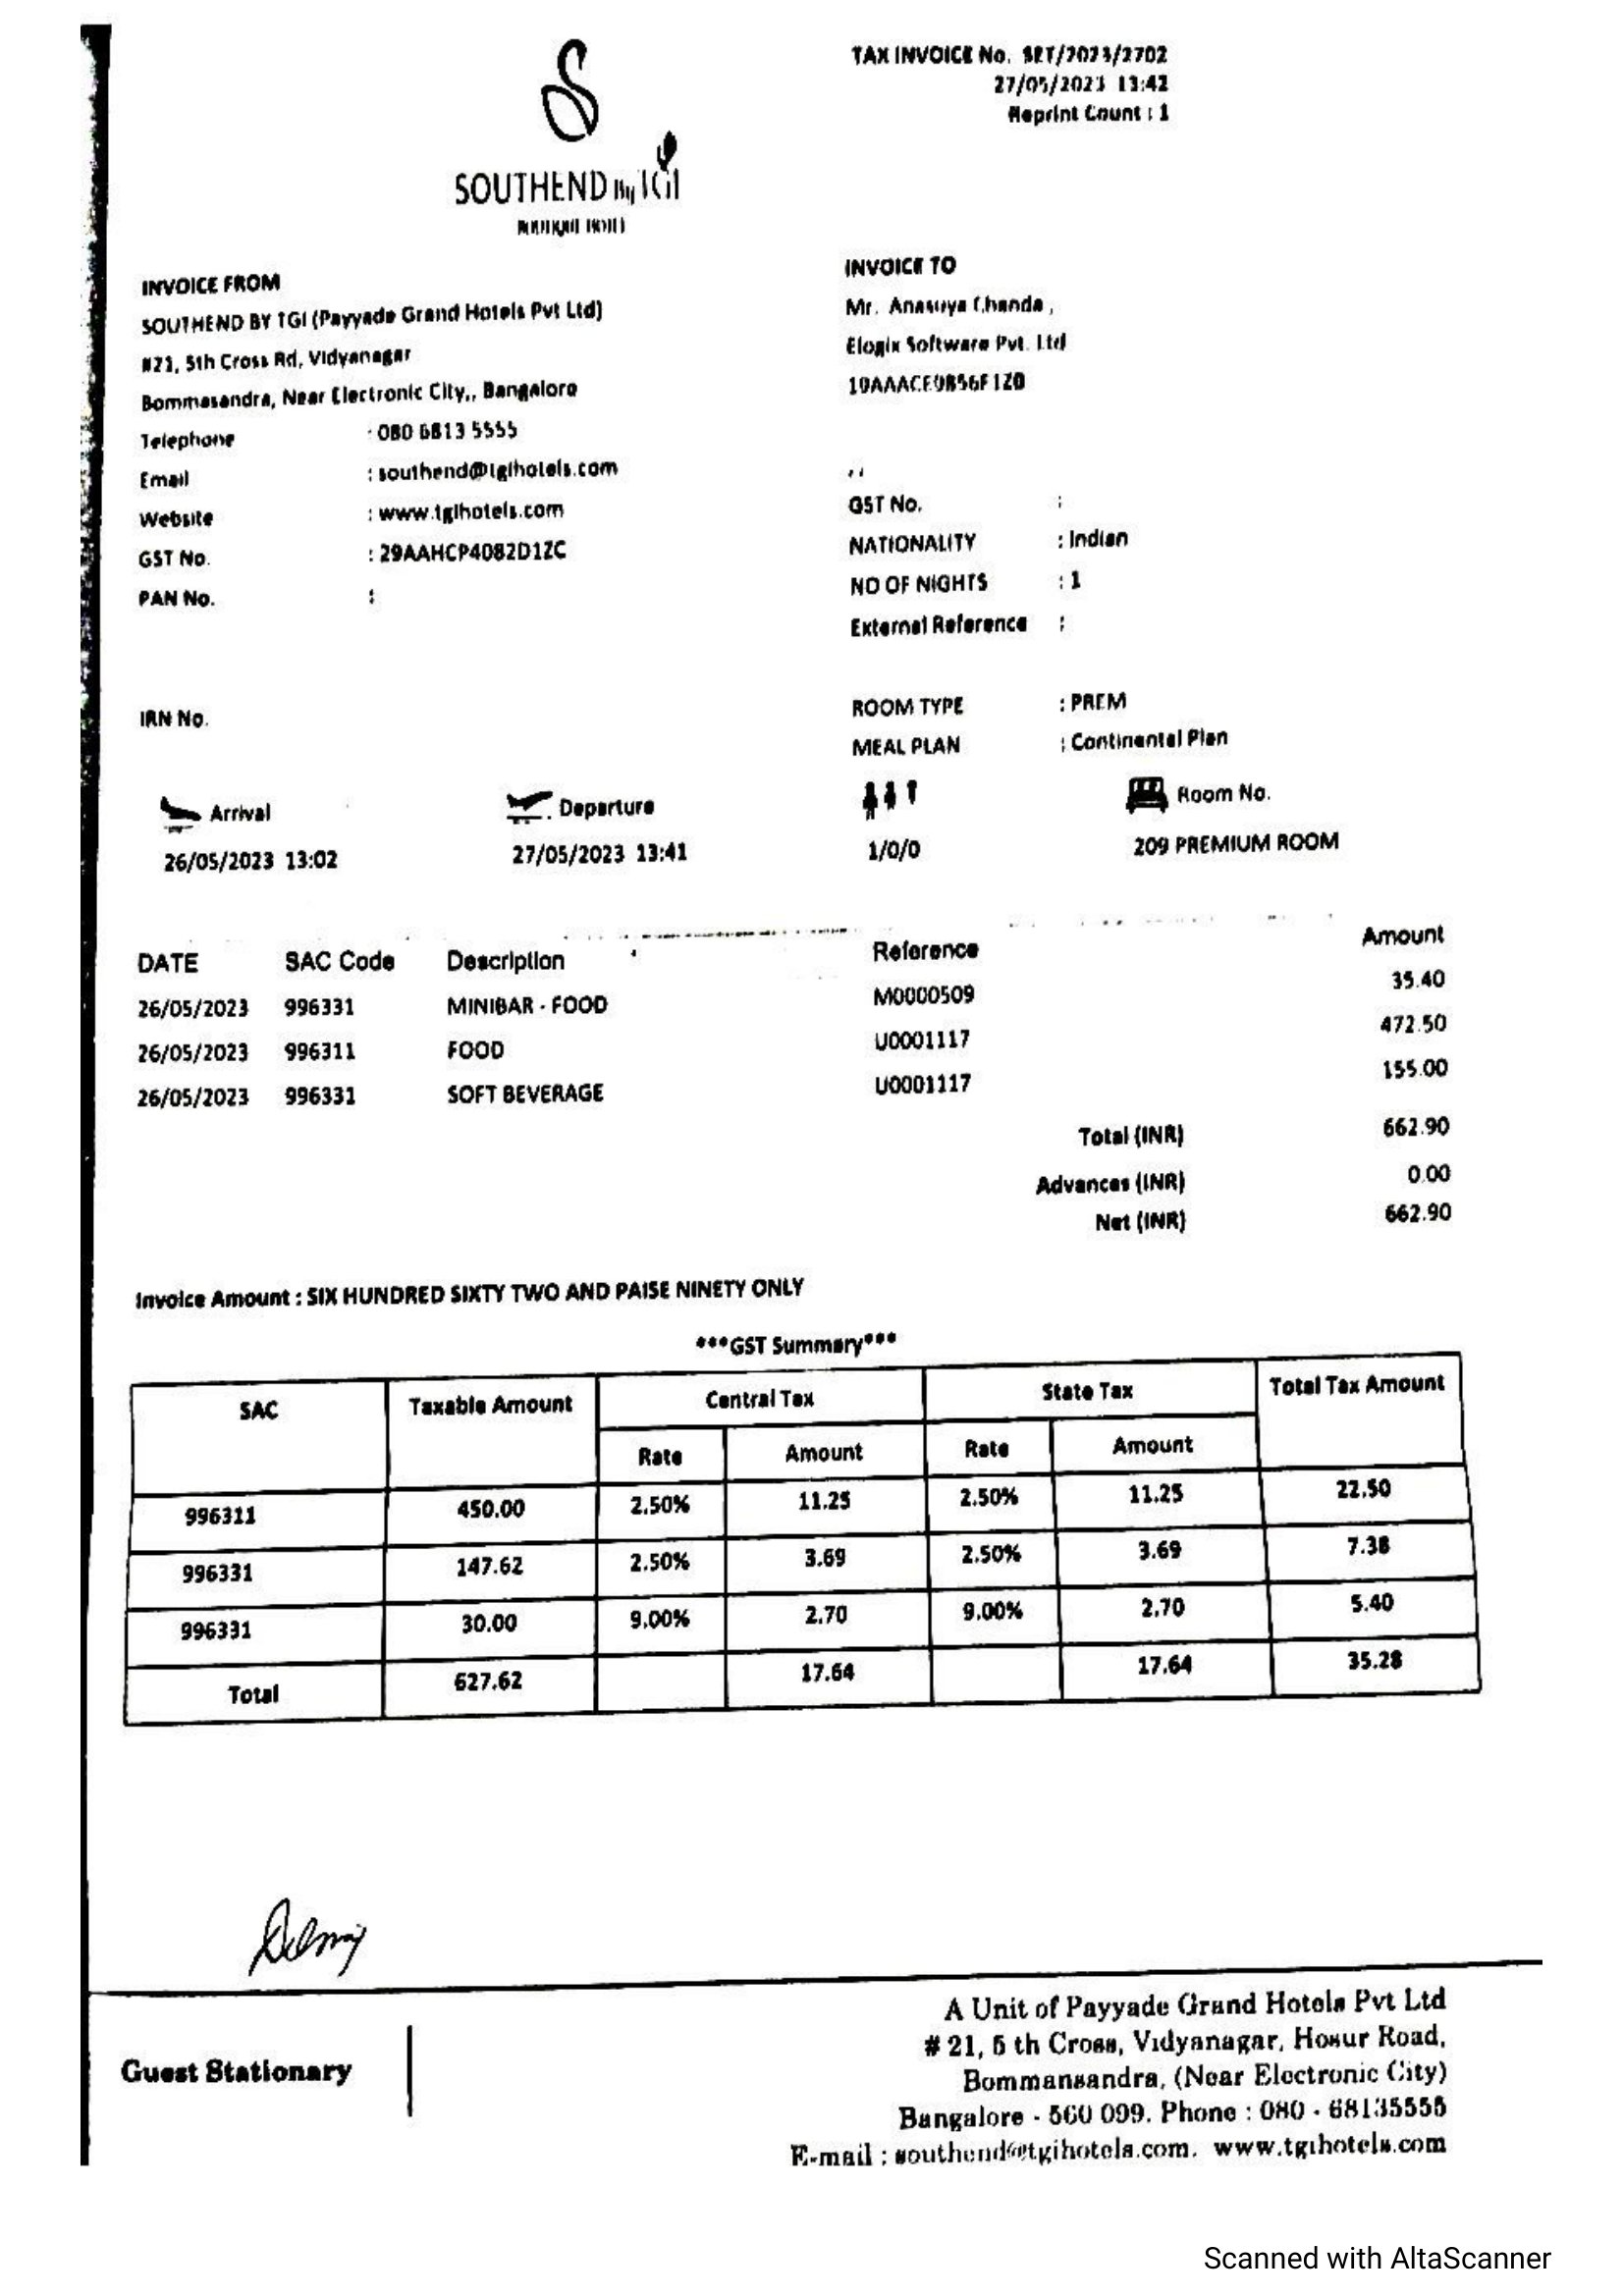 TAX INVOICE No. SET/2023/2702
27/05/2023 13:42
Reprint Count : 1
SOUTHEND By TGI
BOUTIQUE HOTEL
INVOICE FROM
SOUTHEND BY TGI (Payyade Grand Hotels Pvt Ltd)
#21, 5th Cross Rd, Vidyanagar
Bommasandra, Near Electronic City,, Bangalore
Telephone : 080 6813 5555
Email : southend@tgihotels.com
Website : www.tgihotels.com
GST No. : 29AAHCP4082D1ZC
PAN No. :
IRN No.
INVOICE TO
Mr. Anasuya Chanda ,
Elogix Software Pvt. Ltd
, ,
GST No. :
NATIONALITY : Indian
NO OF NIGHTS : 1
External Reference :
ROOM TYPE : PREM
MEAL PLAN : Continental Plan
Arrival Departure Room No.
26/05/2023 13:02 27/05/2023 13:41 1/0/0 209 PREMIUM ROOM
DATE SAC Code Description Reference Amount
26/05/2023 996331 MINIBAR - FOOD M0000509 35.40
26/05/2023 996311 FOOD U0001117 472.50
26/05/2023 996331 SOFT BEVERAGE U0001117 155.00
Total (INR) 662.90
Advances (INR) 0.00
Net (INR) 662.90
Invoice Amount : SIX HUNDRED SIXTY TWO AND PAISE NINETY ONLY
***GST Summary***
SAC Taxable Amount Central Tax State Tax Total Tax Amount
Rate Amount Rate Amount
996311 450.00 2.50% 11.25 2.50% 11.25 22.50
996331 147.62 2.50% 3.69 2.50% 3.69 7.38
996331 30.00 9.00% 2.70 9.00% 2.70 5.40
Total 627.62 17.64 17.64 35.28
Guest Stationary
A Unit of Payyade Grand Hotels Pvt Ltd
# 21, 5 th Cross, Vidyanagar, Hosur Road,
Bommansandra, (Near Electronic City)
Bangalore - 560 099. Phone : 080 - 68135555
E-mail : southend@tgihotels.com. www.tgihotels.com
Scanned with AltaScanner